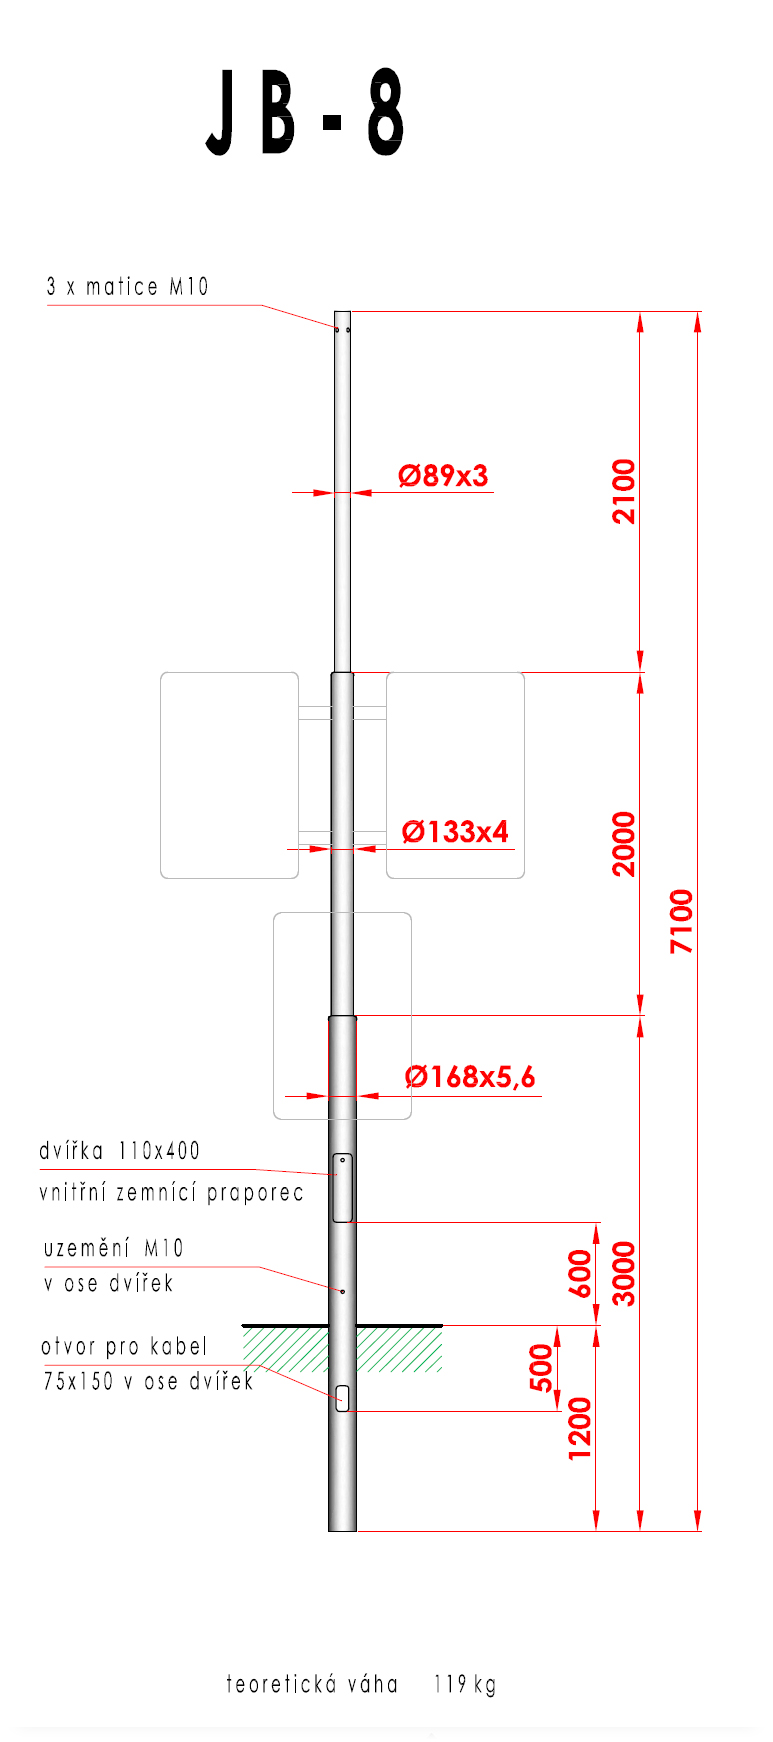 JB-8
3 x matice M10
Ø89x3
2100
Ø133x4
2000
7100
Ø168x5,6
dvířka 110x400
vnitřní zemnící praporec
uzemění M10
v ose dvířek
600
3000
otvor pro kabel
75x150 v ose dvířek
500
1200
teoretická váha 119 kg